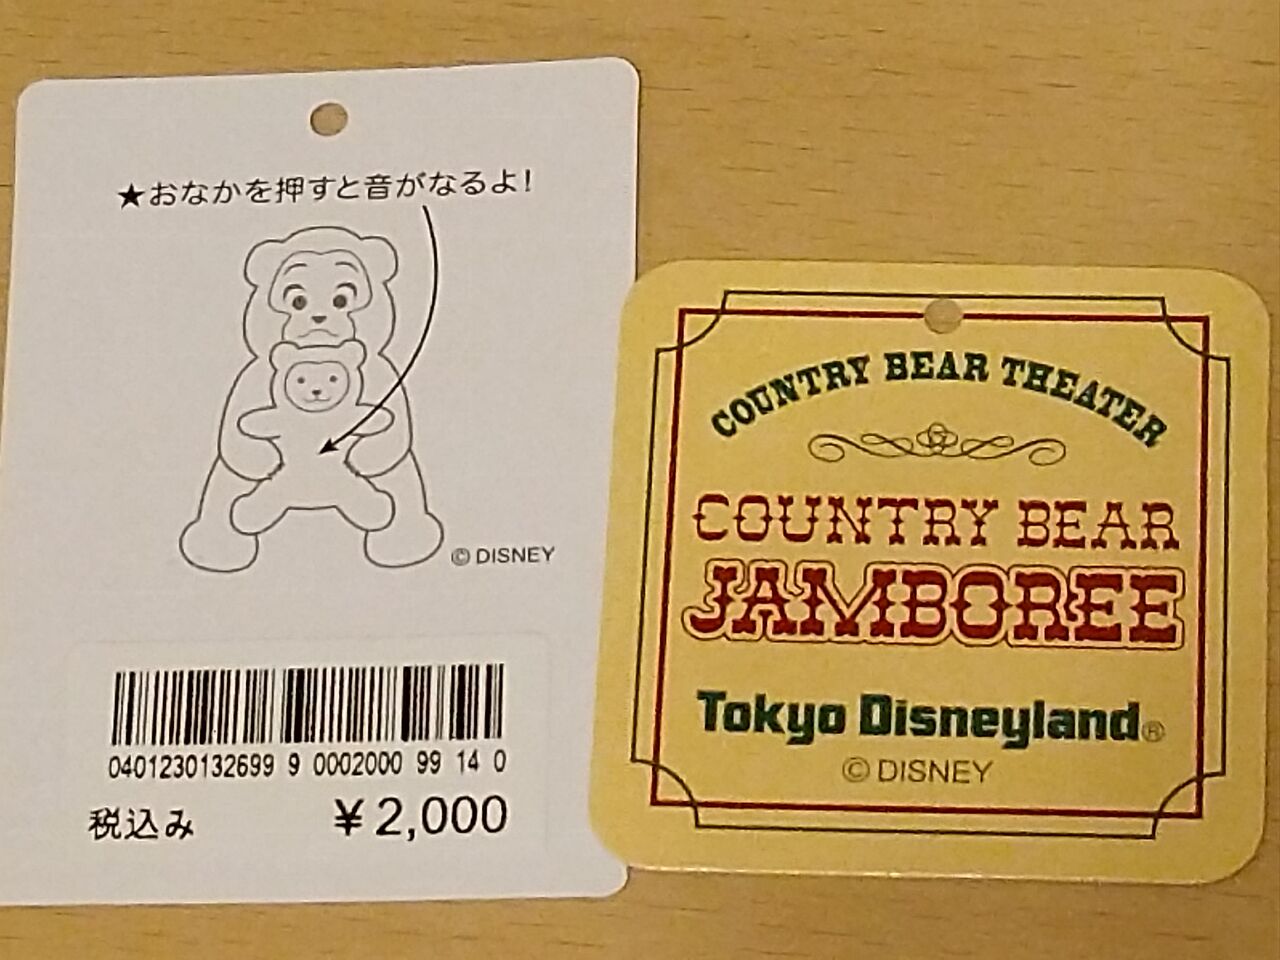 ★おなかを押すと音がなるよ！
© DISNEY
0401230132699 9 0002000 99 14 0
税込み ¥2,000
COUNTRY BEAR THEATER
COUNTRY BEAR
JAMBOREE
Tokyo Disneyland®
© DISNEY